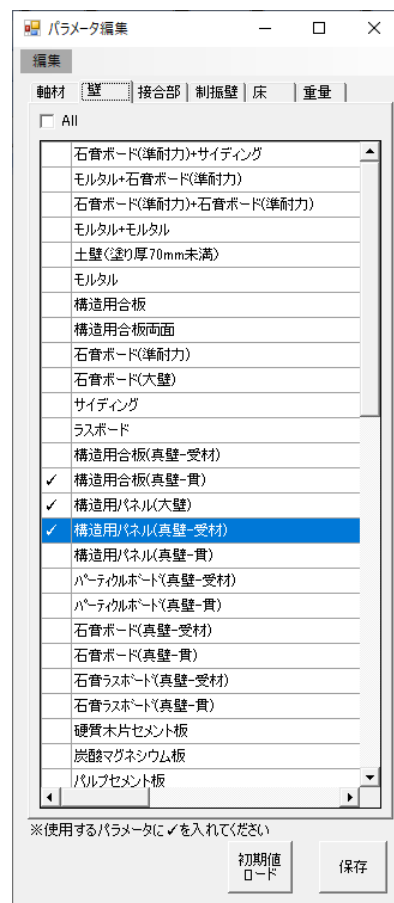 パラメータ編集
編集
軸材 壁 接合部 制振壁 床 重量
All
石膏ボード(準耐力)+サイディング
モルタル+石膏ボード(準耐力)
石膏ボード(準耐力)+石膏ボード(準耐力)
モルタル+モルタル
土壁(塗り厚70mm未満)
モルタル
構造用合板
構造用合板両面
石膏ボード(準耐力)
石膏ボード(大壁)
サイディング
ラスボード
構造用合板(真壁-受材)
✓ 構造用合板(真壁-貫)
✓ 構造用パネル(大壁)
✓ 構造用パネル(真壁-受材)
構造用パネル(真壁-貫)
パーティクルボード(真壁-受材)
パーティクルボード(真壁-貫)
石膏ボード(真壁-受材)
石膏ボード(真壁-貫)
石膏ラスボード(真壁-受材)
石膏ラスボード(真壁-貫)
硬質木片セメント板
炭酸マグネシウム板
パルプセメント板
※使用するパラメータに✓を入れてください
初期値
ロード
保存